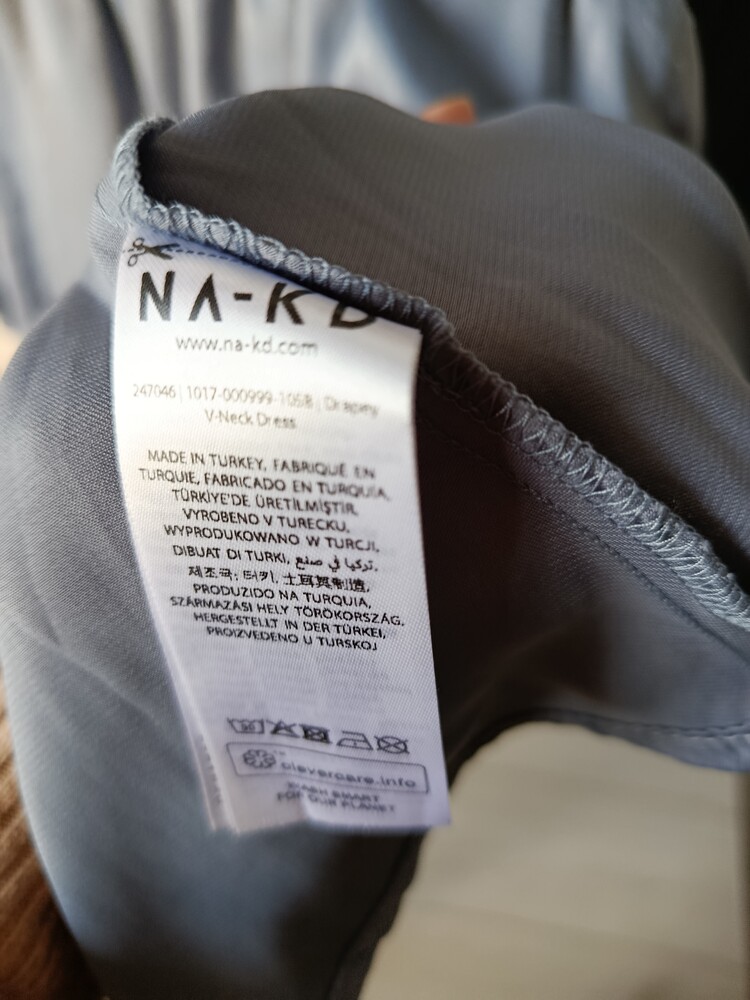 NA-KD
www.na-kd.com
247046 | 1017-000999-1058 | Drapey
V-Neck Dress
MADE IN TURKEY, FABRIQUÉ EN
TURQUIE, FABRICADO EN TURQUIA,
TÜRKİYE'DE ÜRETİLMİŞTİR,
VYROBENO V TURECKU,
WYPRODUKOWANO W TURCJI,
DIBUAT DI TURKI, تركيا في صنع,
제조국: 터키, 土耳其制造,
PRODUZIDO NA TURQUIA,
SZÁRMAZÁSI HELY TÖRÖKORSZÁG,
HERGESTELLT IN DER TÜRKEI,
PROIZVEDENO U TURSKOJ
clevercare.info
WASH SMART
FOR OUR PLANET